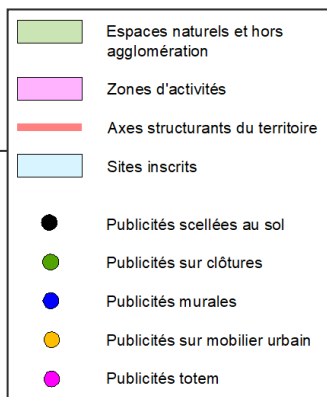 Espaces naturels et hors
agglomération
Zones d'activités
Axes structurants du territoire
Sites inscrits
Publicités scellées au sol
Publicités sur clôtures
Publicités murales
Publicités sur mobilier urbain
Publicités totem